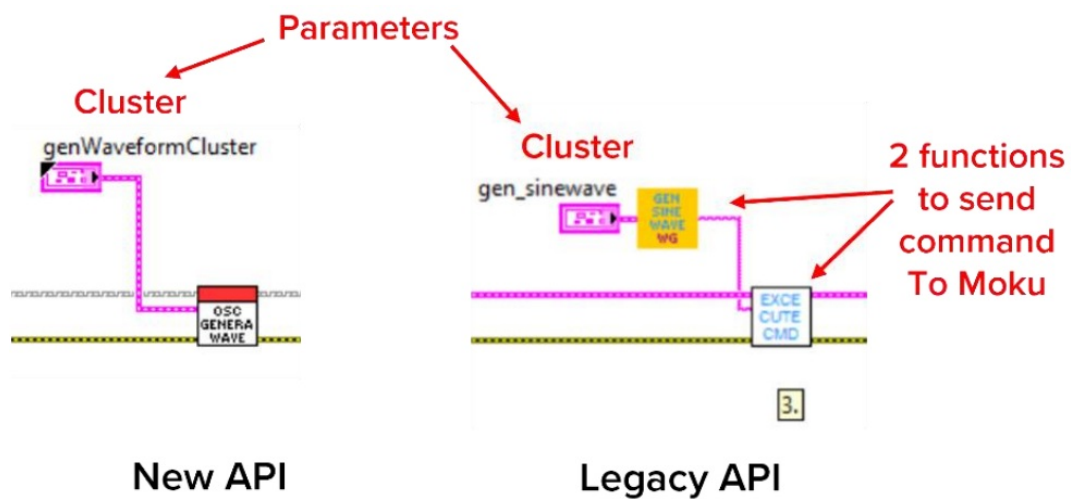 Parameters
Cluster
genWaveformCluster
OSC
GENERA
WAVE
Cluster
gen_sinewave
GEN
SINE
WAVE
WG
EXCE
CUTE
CMD
3.
2 functions
to send
command
To Moku
New API
Legacy API